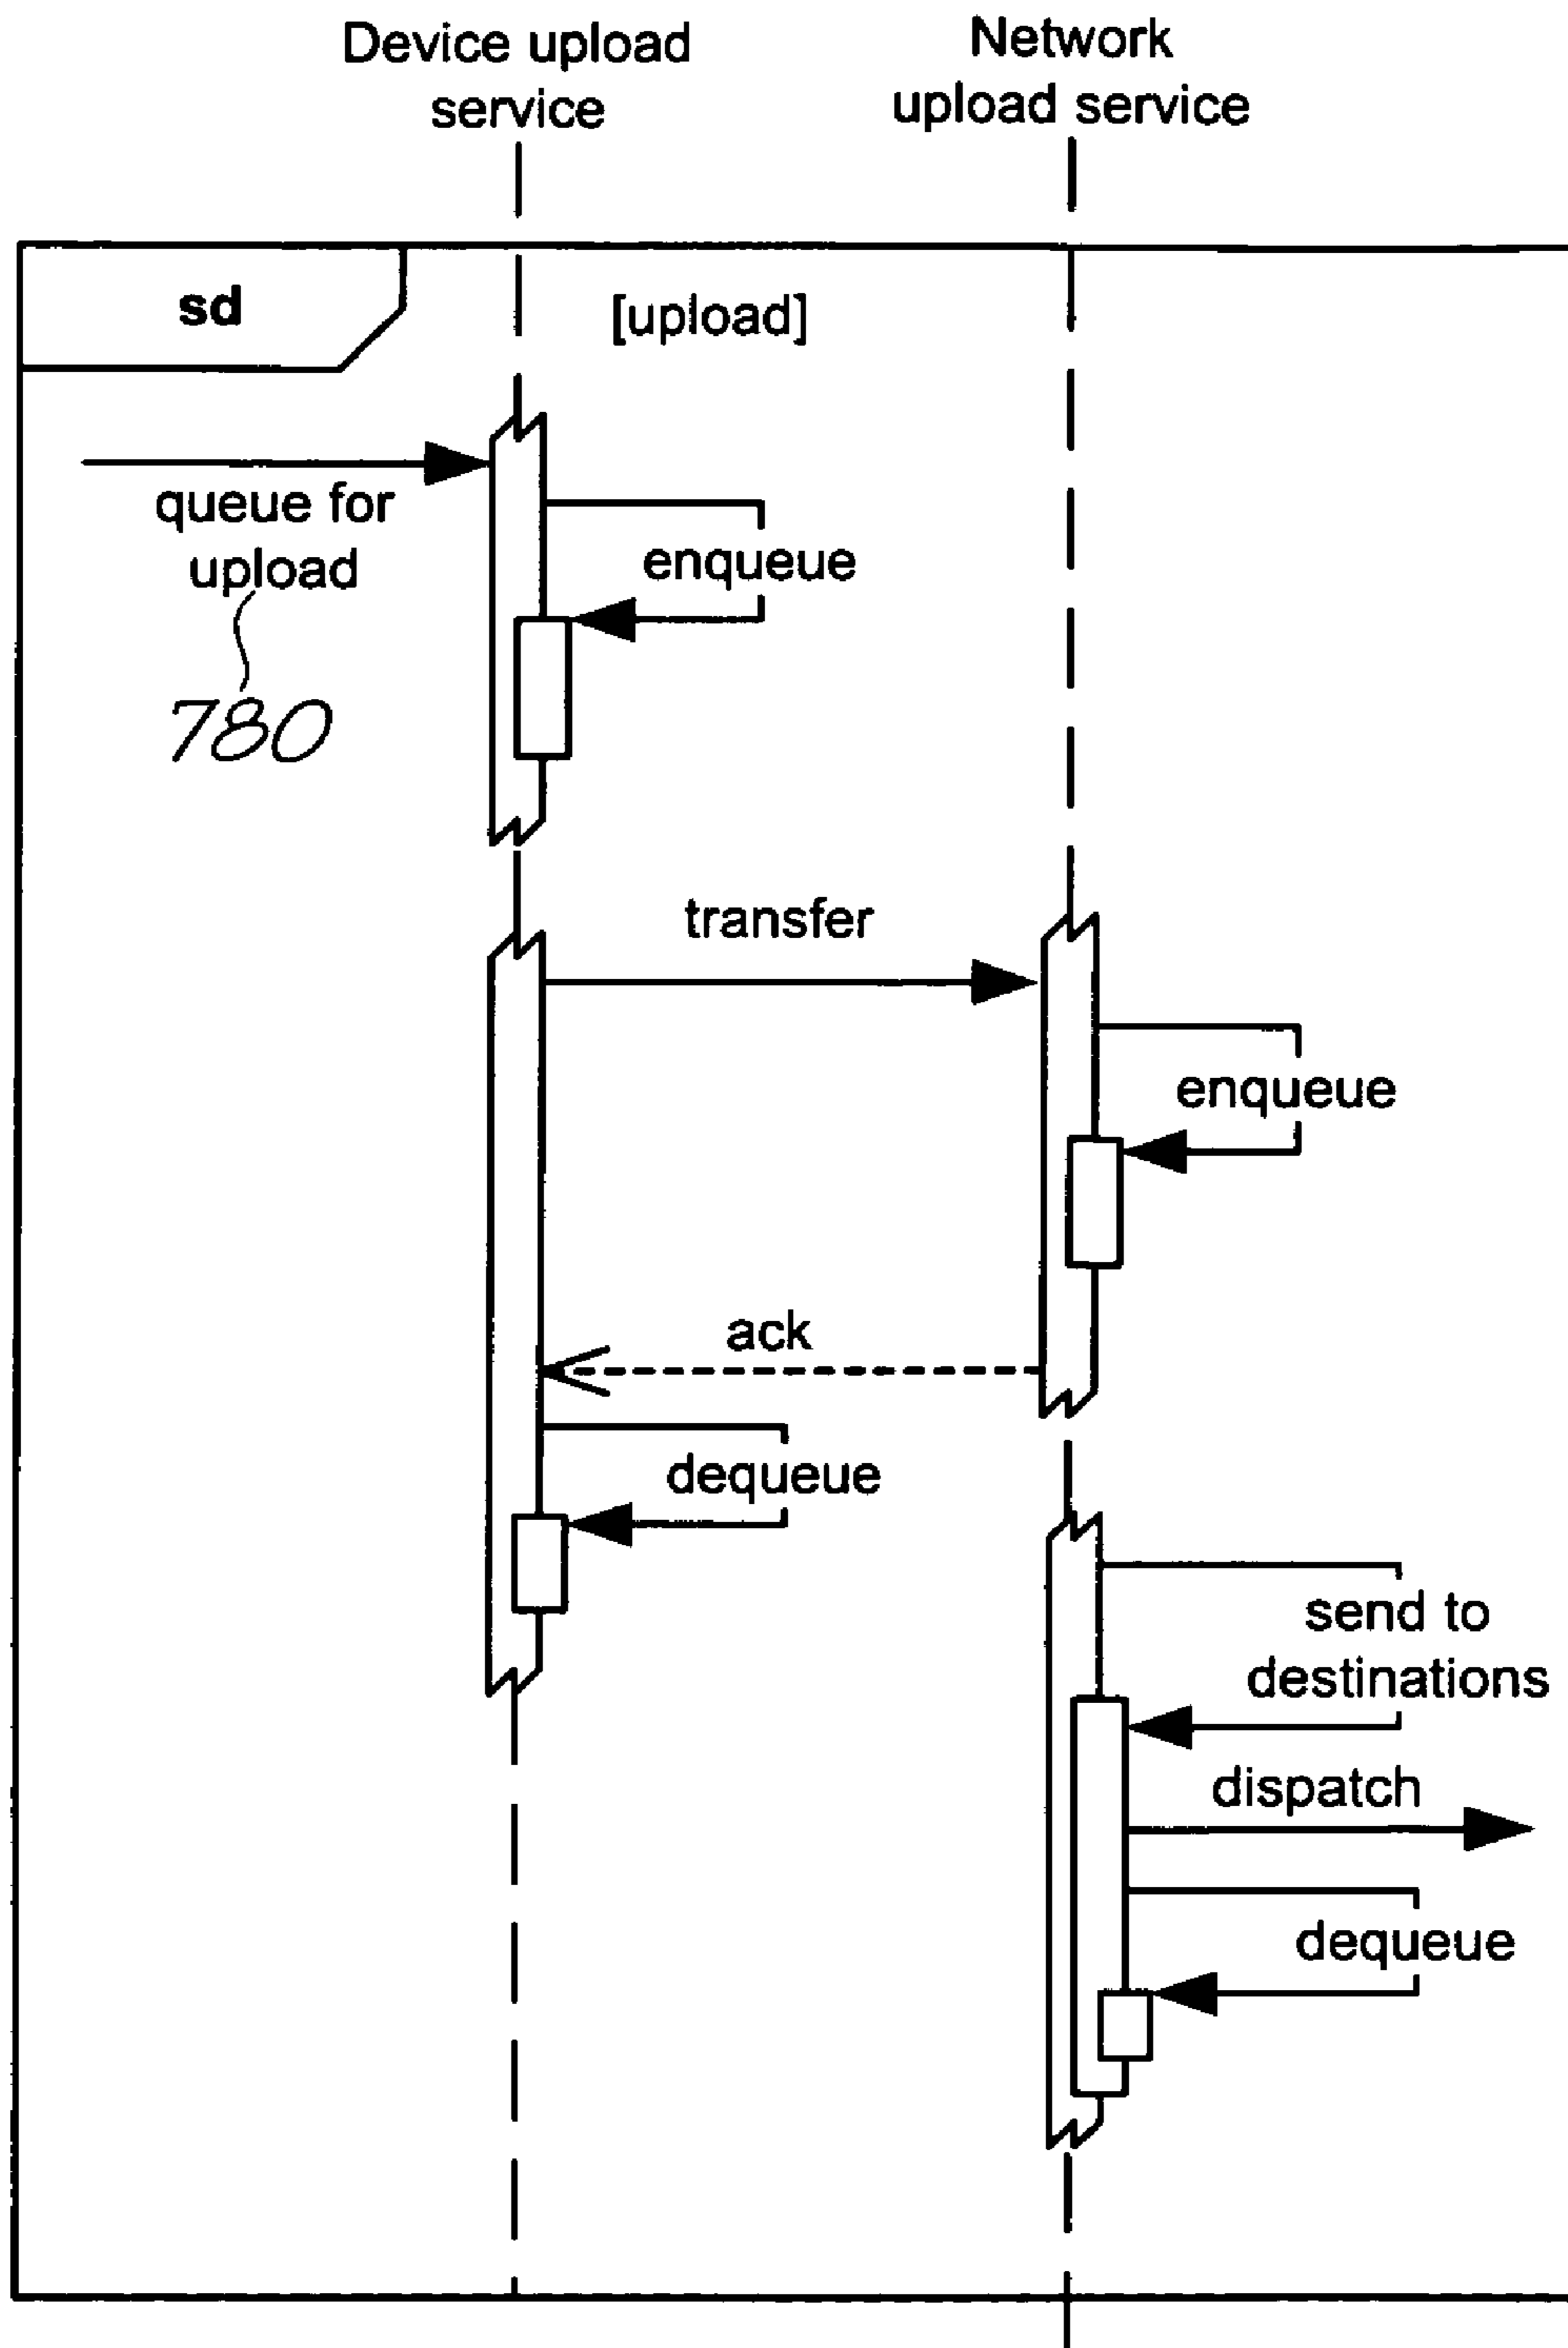 Device upload
service
Network
upload service
sd
[upload]
queue for
upload
780
enqueue
transfer
enqueue
ack
dequeue
send to
destinations
dispatch
dequeue